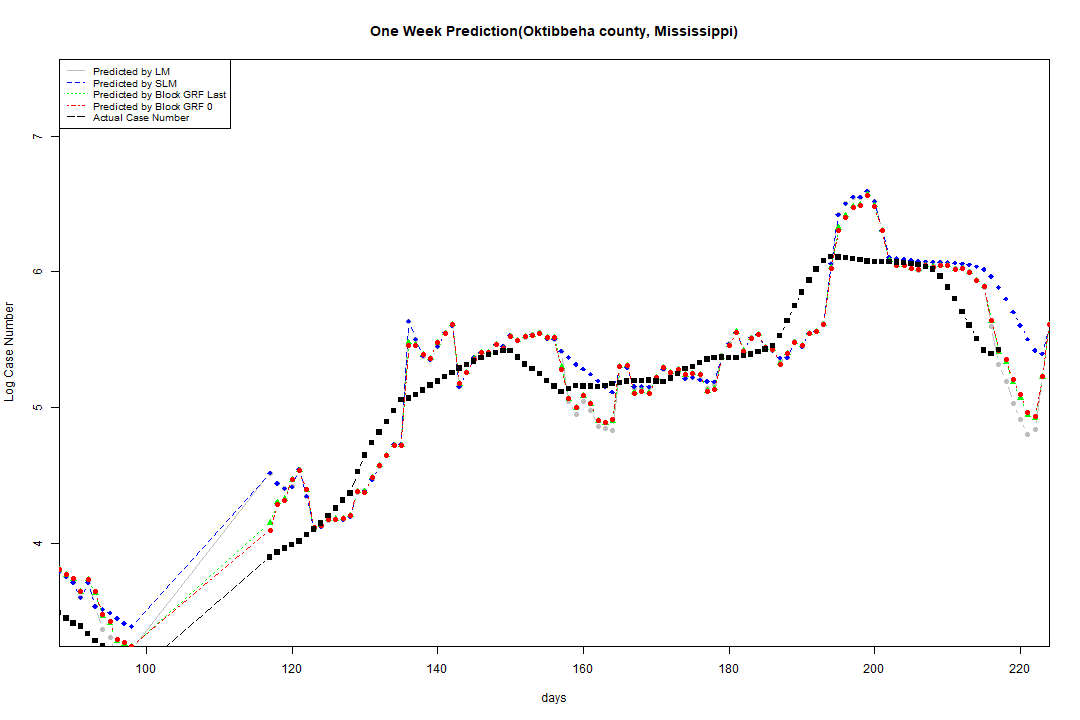 One Week Prediction(Oktibbeha county, Mississippi)
Predicted by LM
Predicted by SLM
Predicted by Block GRF Last
Predicted by Block GRF 0
Actual Case Number
7
6
5
4
Log Case Number
100 120 140 160 180 200 220
days